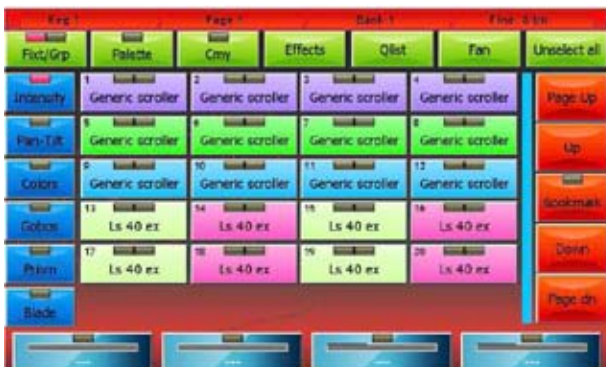 Page 1 Bank 1
Fixt/Grp Palette Cmy Effects Qlist Fan Unselect all
Intensity 1 Generic scroller 2 Generic scroller 3 Generic scroller 4 Generic scroller Page Up
Pan-Tilt 5 Generic scroller 6 Generic scroller 7 Generic scroller 8 Generic scroller Up
Colors 9 Generic scroller 10 Generic scroller 11 Generic scroller 12 Generic scroller Bookmark
Gobos 13 Ls 40 ex 14 Ls 40 ex 15 Ls 40 ex 16 Ls 40 ex Down
Prism 17 Ls 40 ex 18 Ls 40 ex 19 Ls 40 ex 20 Ls 40 ex Page dn
Blade
--- --- --- ---